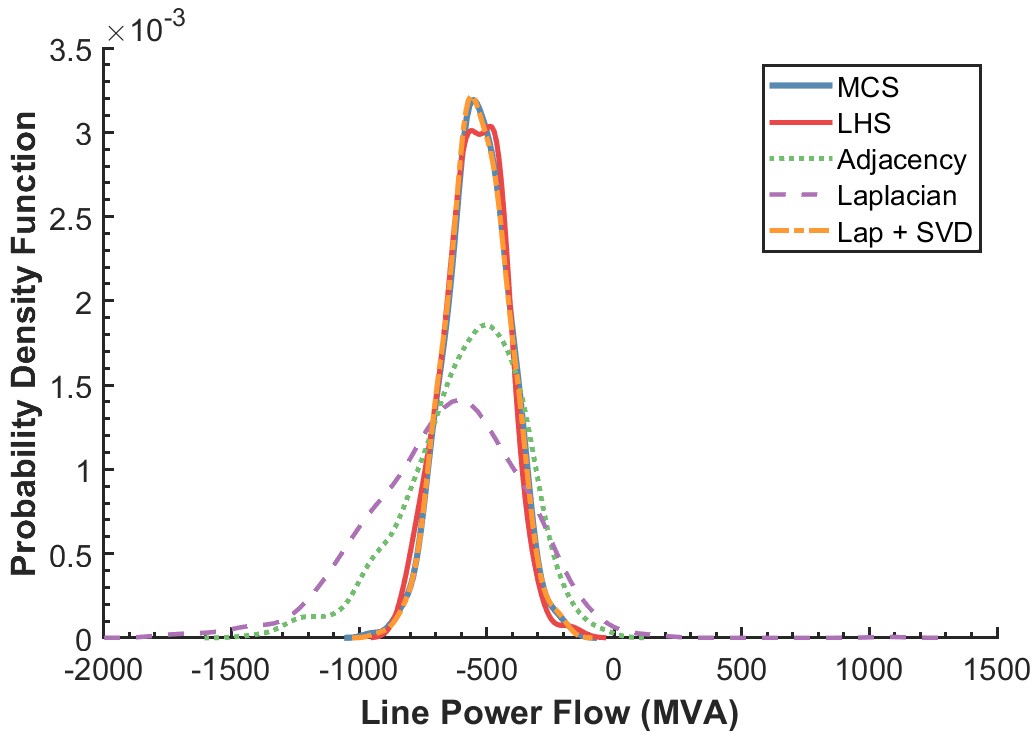 ×10-3
3.5
3
2.5
2
1.5
1
0.5
0
Probability Density Function
-2000 -1500 -1000 -500 0 500 1000 1500
Line Power Flow (MVA)
MCS
LHS
Adjacency
Laplacian
Lap + SVD